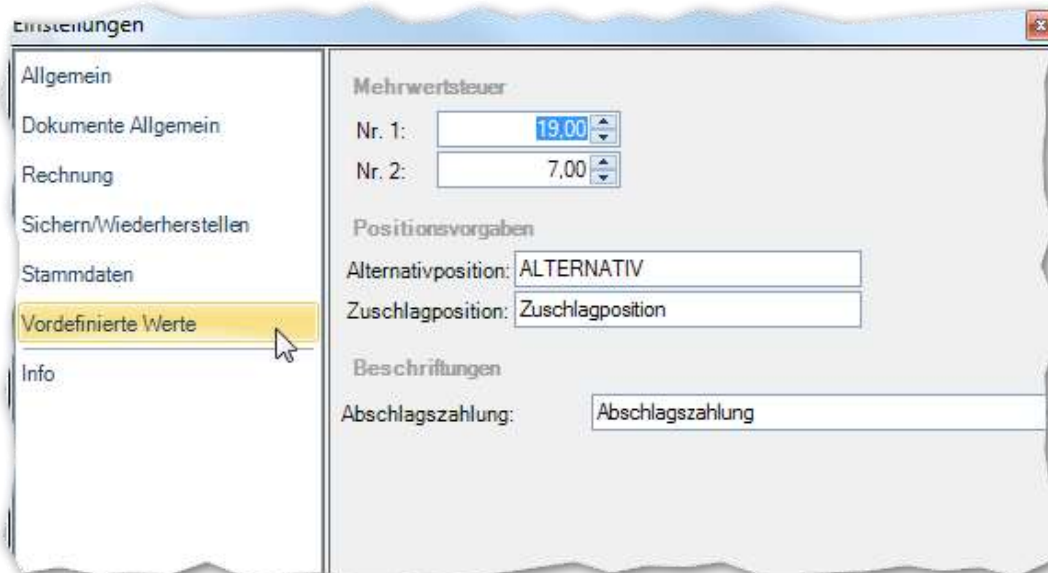 Einstellungen
Allgemein
Dokumente Allgemein
Rechnung
Sichern/Wiederherstellen
Stammdaten
Vordefinierte Werte
Info
Mehrwertsteuer
Nr. 1: 19,00
Nr. 2: 7,00
Positionsvorgaben
Alternativposition: ALTERNATIV
Zuschlagposition: Zuschlagposition
Beschriftungen
Abschlagszahlung: Abschlagszahlung